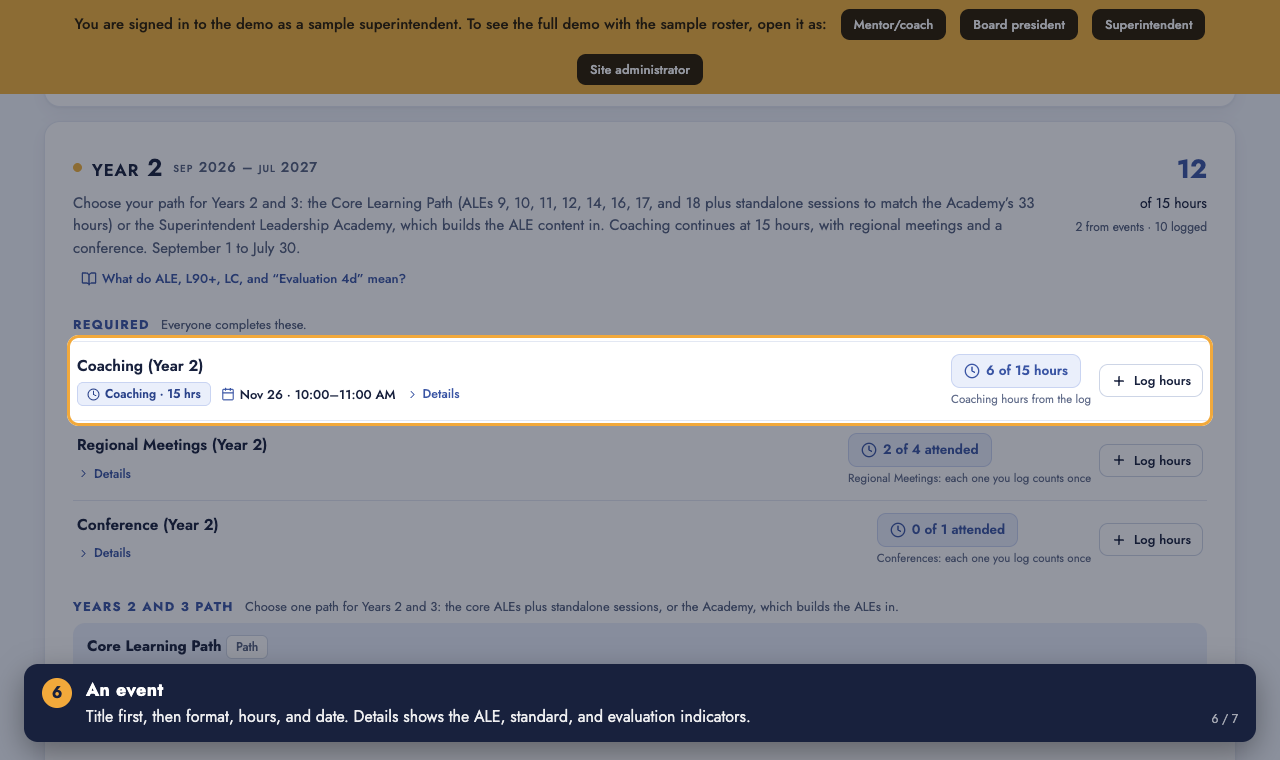 You are signed in to the demo as a sample superintendent. To see the full demo with the sample roster, open it as: Mentor/coach Board president Superintendent
Site administrator
YEAR 2 SEP 2026 – JUL 2027
12
Choose your path for Years 2 and 3: the Core Learning Path (ALEs 9, 10, 11, 12, 14, 16, 17, and 18 plus standalone sessions to match the Academy's 33
hours) or the Superintendent Leadership Academy, which builds the ALE content in. Coaching continues at 15 hours, with regional meetings and a
conference. September 1 to July 30.
of 15 hours
2 from events · 10 logged
What do ALE, L90+, LC, and “Evaluation 4d” mean?
REQUIRED Everyone completes these.
Coaching (Year 2)
Coaching · 15 hrs Nov 26 · 10:00–11:00 AM Details
6 of 15 hours
Coaching hours from the log
Log hours
Regional Meetings (Year 2)
Details
2 of 4 attended
Regional Meetings: each one you log counts once
Log hours
Conference (Year 2)
Details
0 of 1 attended
Conferences: each one you log counts once
Log hours
YEARS 2 AND 3 PATH Choose one path for Years 2 and 3: the core ALEs plus standalone sessions, or the Academy, which builds the ALEs in.
Core Learning Path Path
6 An event
Title first, then format, hours, and date. Details shows the ALE, standard, and evaluation indicators.
6 / 7